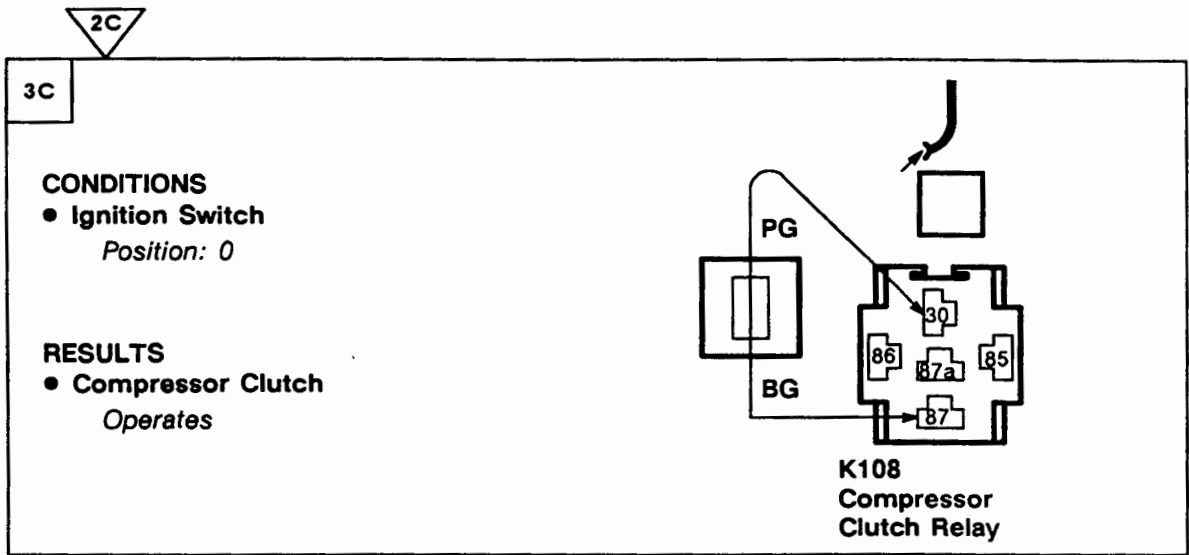 2C
3C
CONDITIONS
● Ignition Switch
Position: 0
RESULTS
● Compressor Clutch
Operates
PG
BG
30
86
87a
85
87
K108
Compressor
Clutch Relay